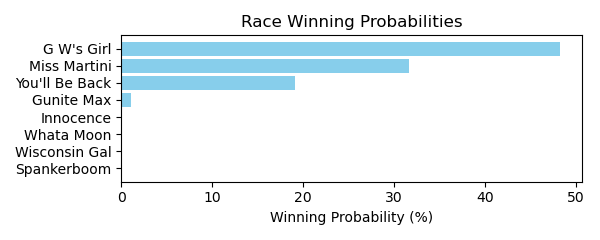 Race Winning Probabilities
G W's Girl
Miss Martini
You'll Be Back
Gunite Max
Innocence
Whata Moon
Wisconsin Gal
Spankerboom
0 10 20 30 40 50
Winning Probability (%)